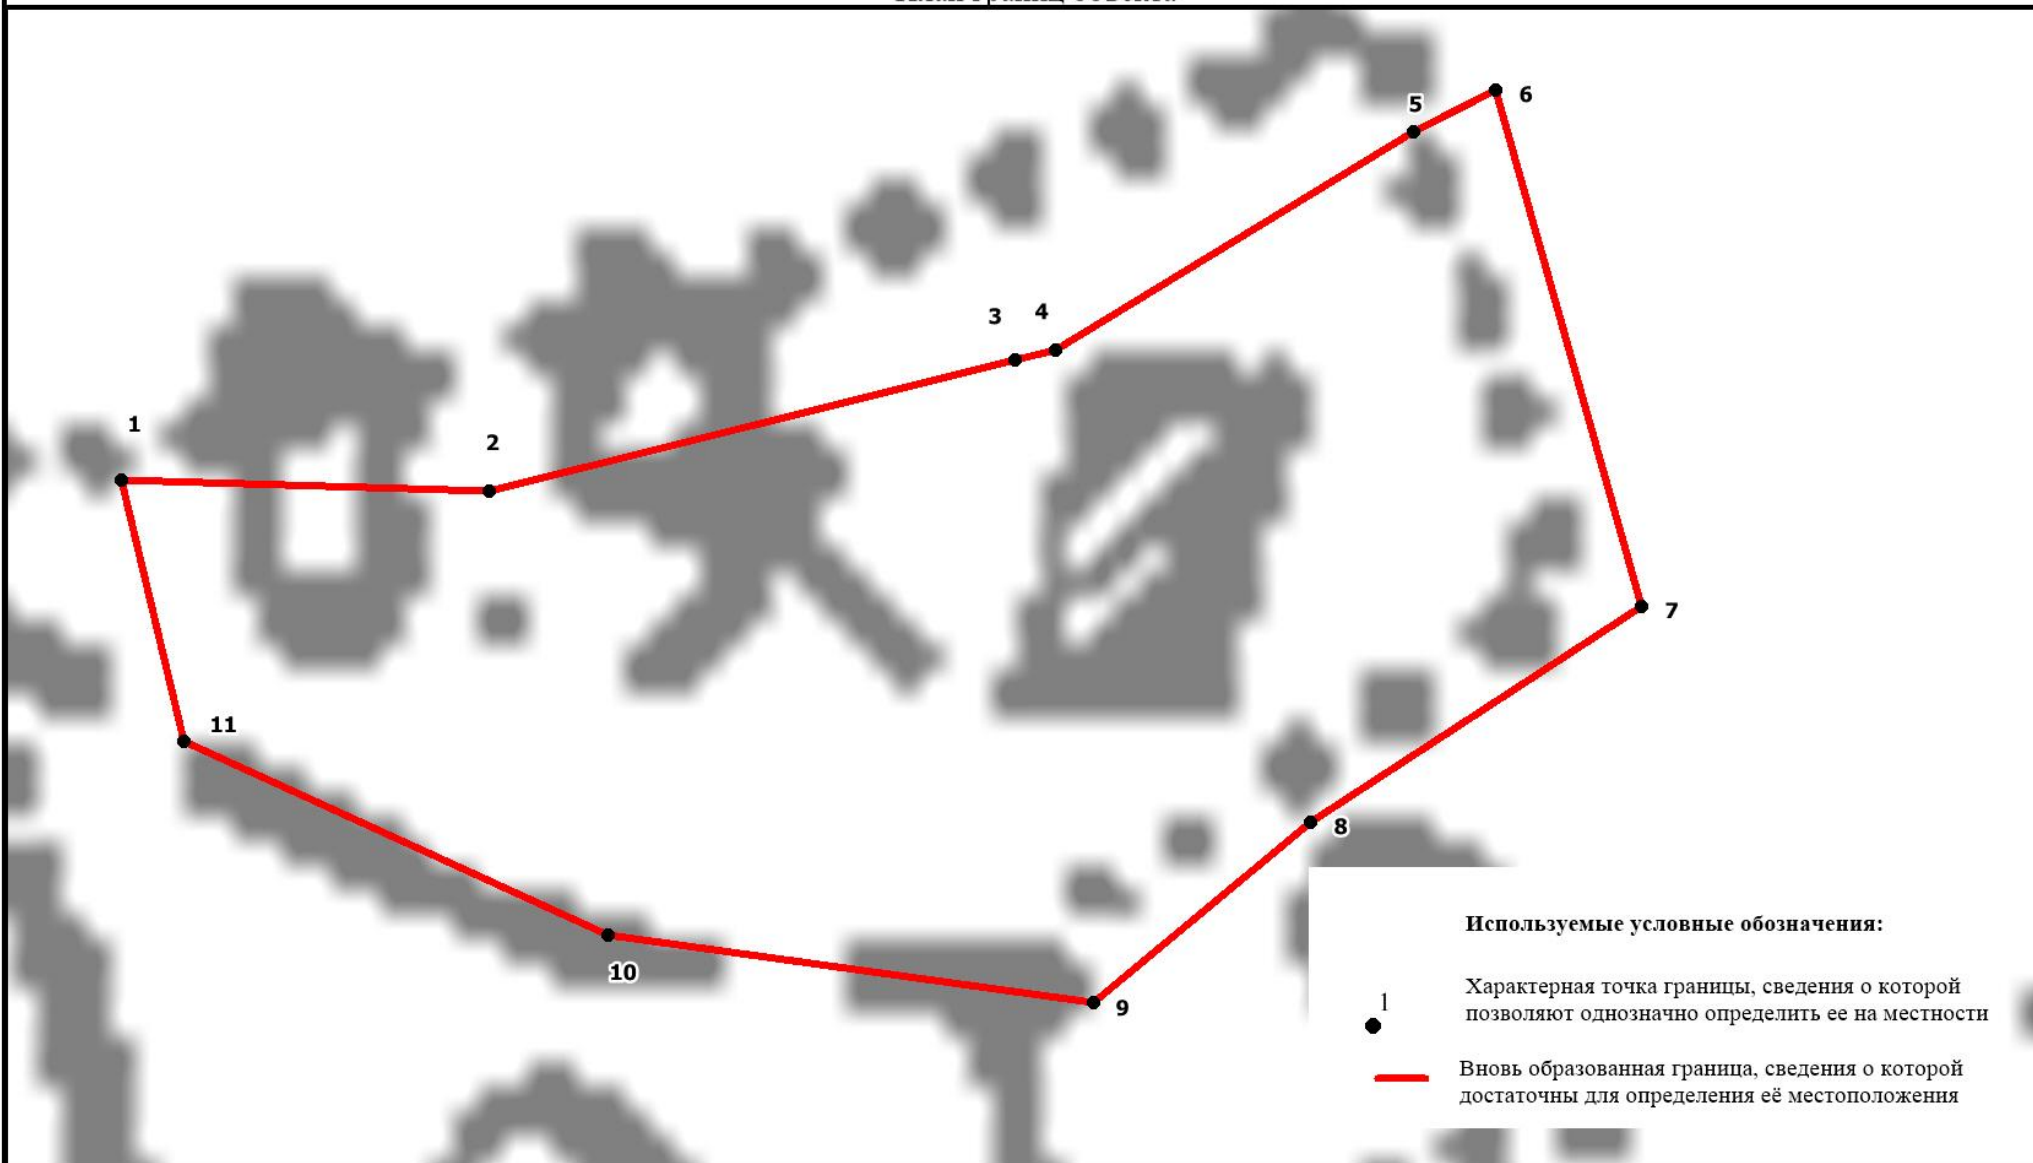 5
6
3
4
1
2
7
11
8
10
9
Используемые условные обозначения:
1
Характерная точка границы, сведения о которой
позволяют однозначно определить ее на местности
Вновь образованная граница, сведения о которой
достаточны для определения её местоположения